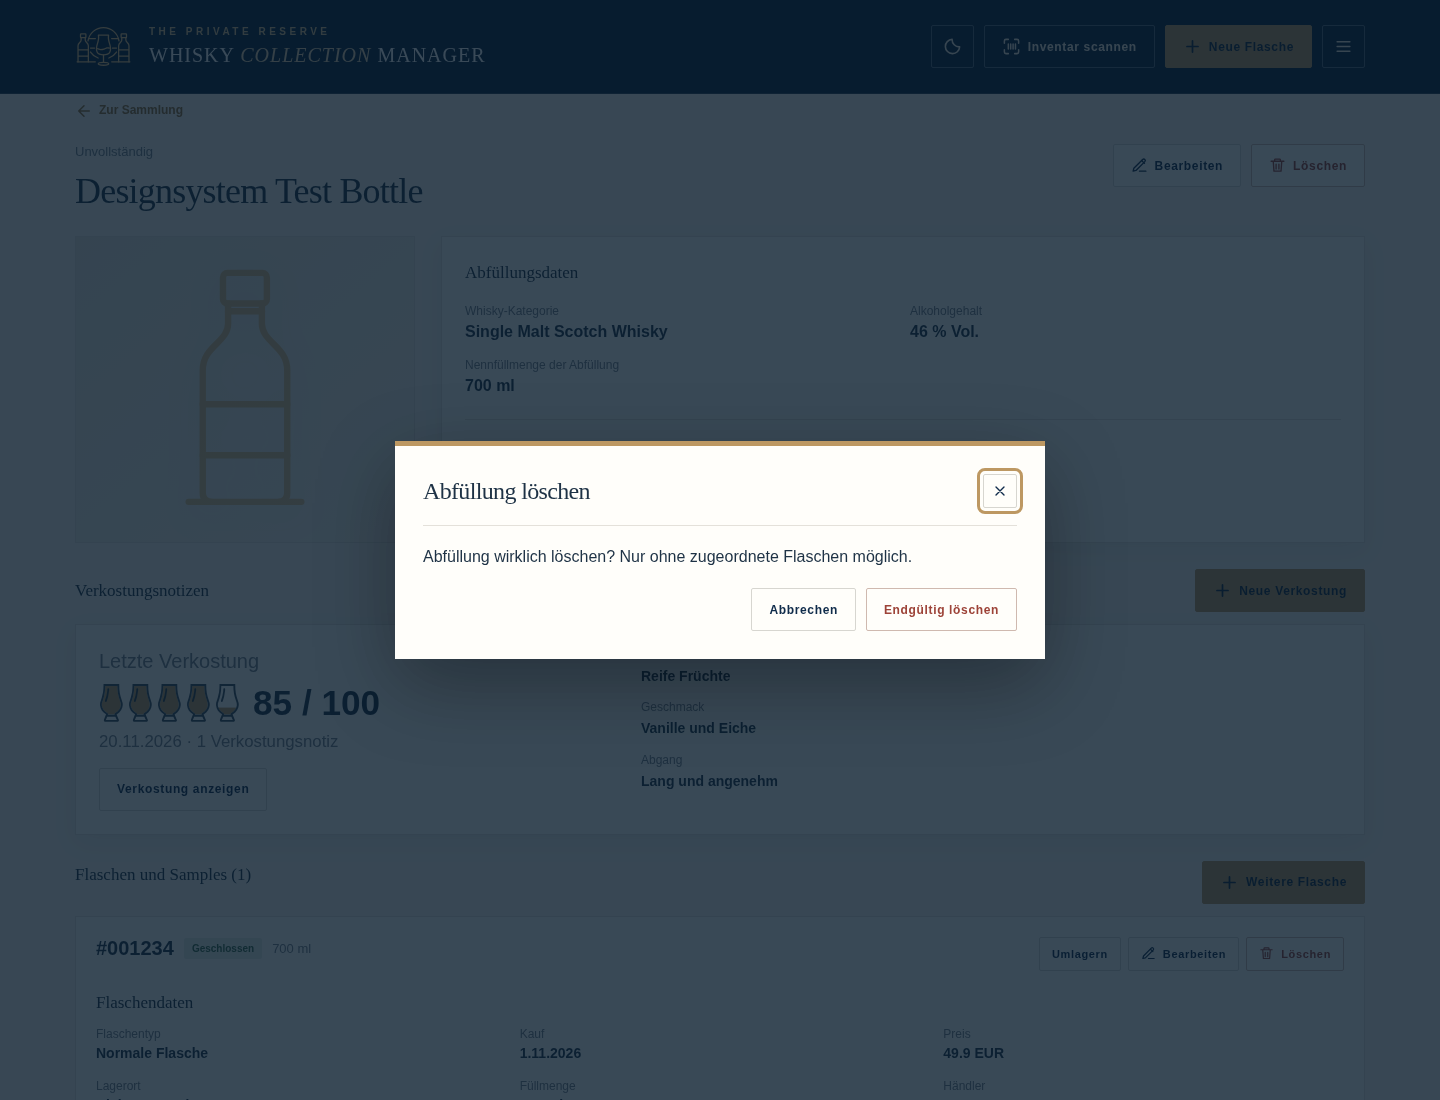 THE PRIVATE RESERVE
WHISKY COLLECTION MANAGER
Inventar scannen
Neue Flasche
Zur Sammlung
Unvollständig
Designsystem Test Bottle
Bearbeiten
Löschen
Abfüllungsdaten
Whisky-Kategorie
Single Malt Scotch Whisky
Alkoholgehalt
46 % Vol.
Nennfüllmenge der Abfüllung
700 ml
Abfüllung löschen
Abfüllung wirklich löschen? Nur ohne zugeordnete Flaschen möglich.
Abbrechen
Endgültig löschen
Verkostungsnotizen
Neue Verkostung
Letzte Verkostung
85 / 100
20.11.2026 · 1 Verkostungsnotiz
Verkostung anzeigen
Reife Früchte
Geschmack
Vanille und Eiche
Abgang
Lang und angenehm
Flaschen und Samples (1)
Weitere Flasche
#001234
Geschlossen
700 ml
Umlagern
Bearbeiten
Löschen
Flaschendaten
Flaschentyp
Normale Flasche
Kauf
1.11.2026
Preis
49.9 EUR
Lagerort
Füllmenge
Händler